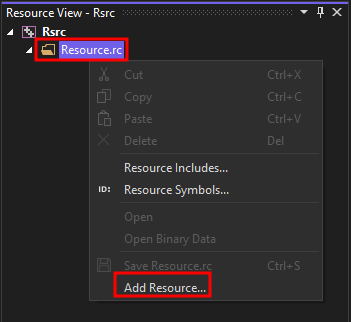 Resource View - Rsrc
Rsrc
Resource.rc
Cut Ctrl+X
Copy Ctrl+C
Paste Ctrl+V
Delete Del
Resource Includes...
ID: Resource Symbols...
Open
Open Binary Data
Save Resource.rc Ctrl+S
Add Resource...